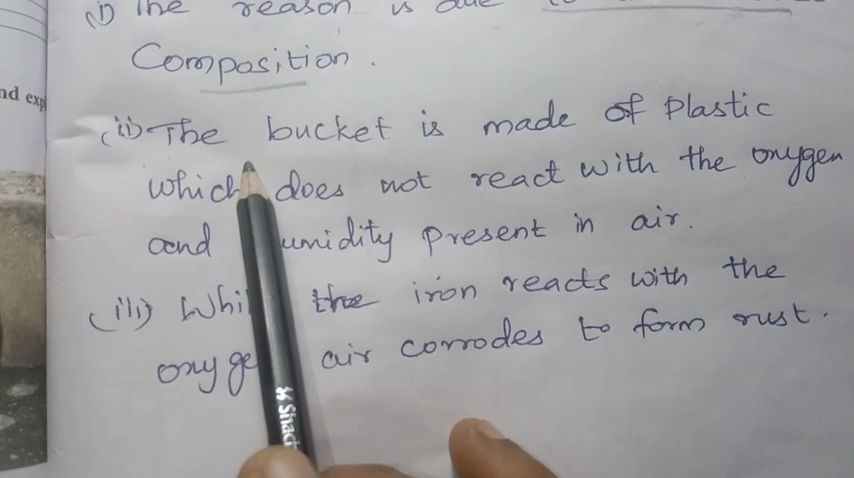 (i) The reason is due
Composition.
(ii) The bucket is made of plastic
which does not react with the oxygen
and umidity present in air.
(iii) Whi the iron reacts with the
oxyge air corrodes to form rust.
nd exp